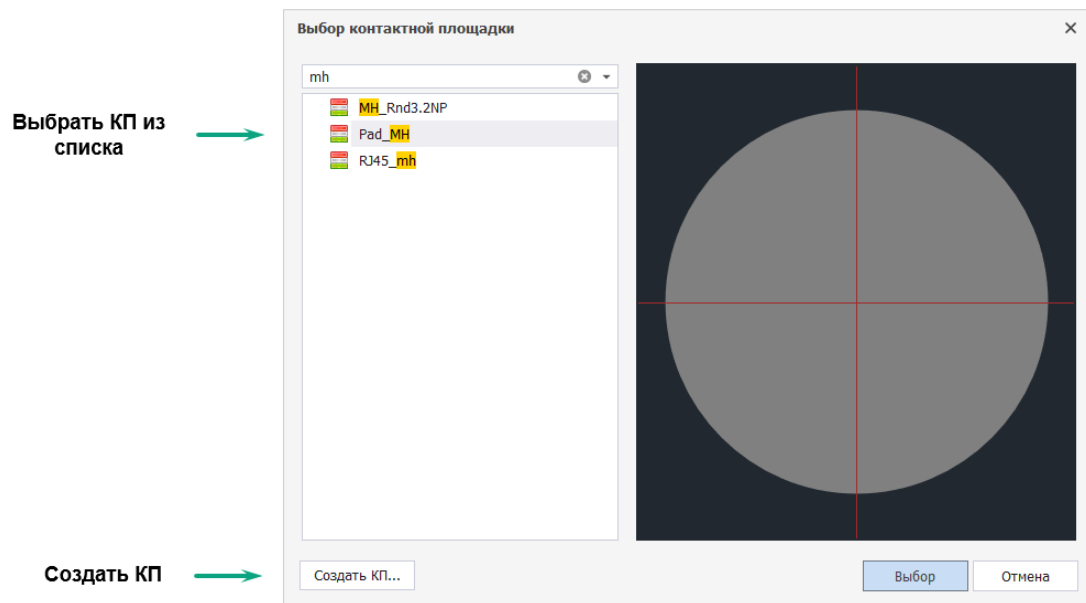 Выбор контактной площадки
mh
MH_Rnd3.2NP
Выбрать КП из
списка
Pad_MH
RJ45_mh
Создать КП
Создать КП...
Выбор
Отмена